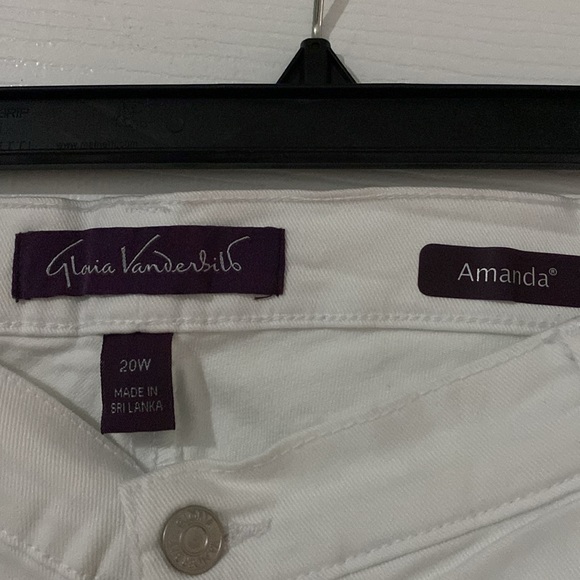 Gloria Vanderbilt
Amanda®
20W
MADE IN
SRI LANKA